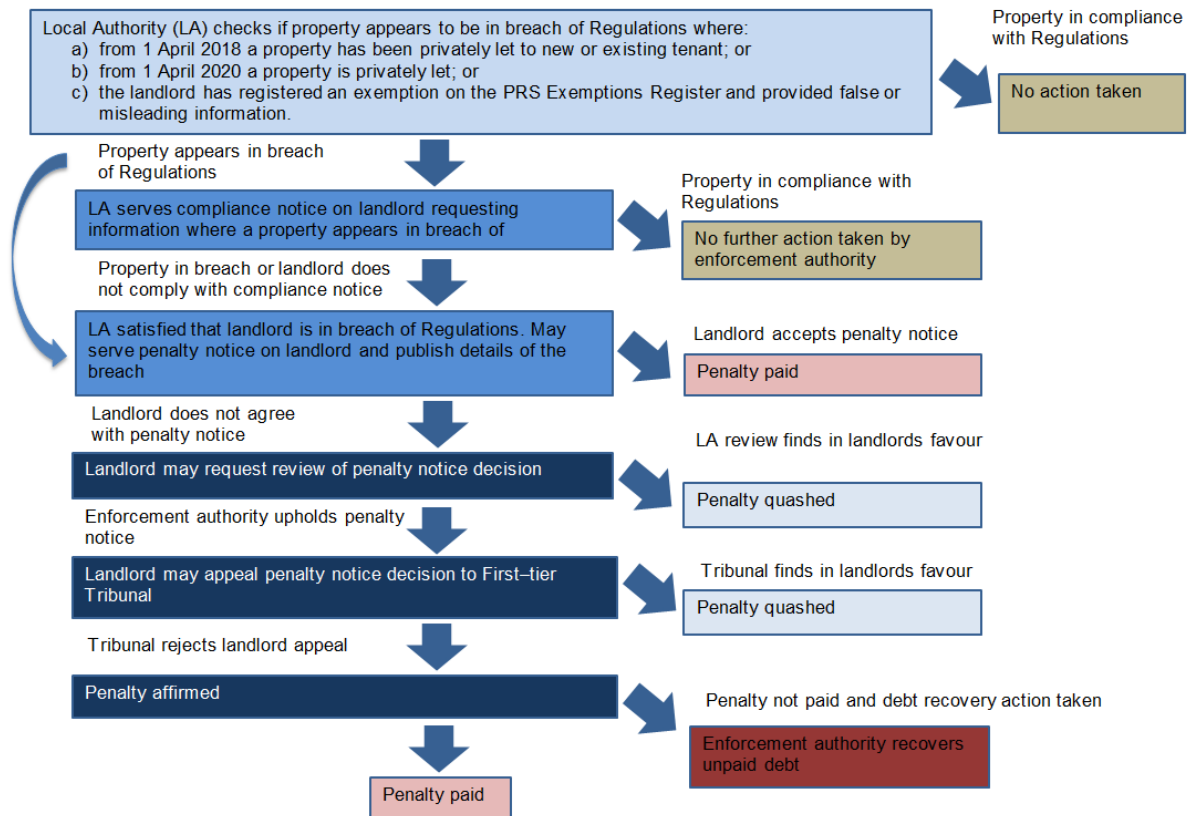 Local Authority (LA) checks if property appears to be in breach of Regulations where:
a) from 1 April 2018 a property has been privately let to new or existing tenant; or
b) from 1 April 2020 a property is privately let; or
c) the landlord has registered an exemption on the PRS Exemptions Register and provided false or
misleading information.
Property in compliance
with Regulations
No action taken
Property appears in breach
of Regulations
LA serves compliance notice on landlord requesting
information where a property appears in breach of
Property in compliance with
Regulations
No further action taken by
enforcement authority
Property in breach or landlord does
not comply with compliance notice
LA satisfied that landlord is in breach of Regulations. May
serve penalty notice on landlord and publish details of the
breach
Landlord accepts penalty notice
Penalty paid
Landlord does not agree
with penalty notice
LA review finds in landlords favour
Landlord may request review of penalty notice decision
Penalty quashed
Enforcement authority upholds penalty
notice
Landlord may appeal penalty notice decision to First–tier
Tribunal
Tribunal finds in landlords favour
Penalty quashed
Tribunal rejects landlord appeal
Penalty affirmed
Penalty not paid and debt recovery action taken
Enforcement authority recovers
unpaid debt
Penalty paid